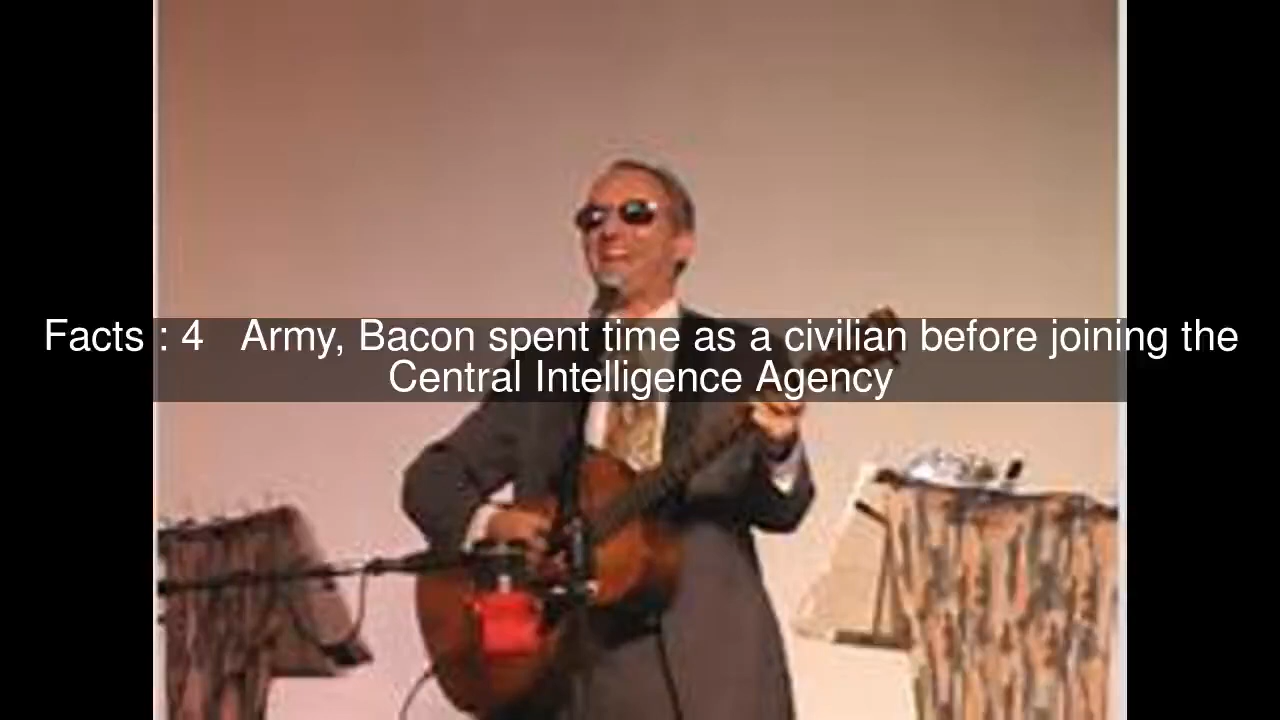 Facts : 4   Army, Bacon spent time as a civilian before joining the
Central Intelligence Agency